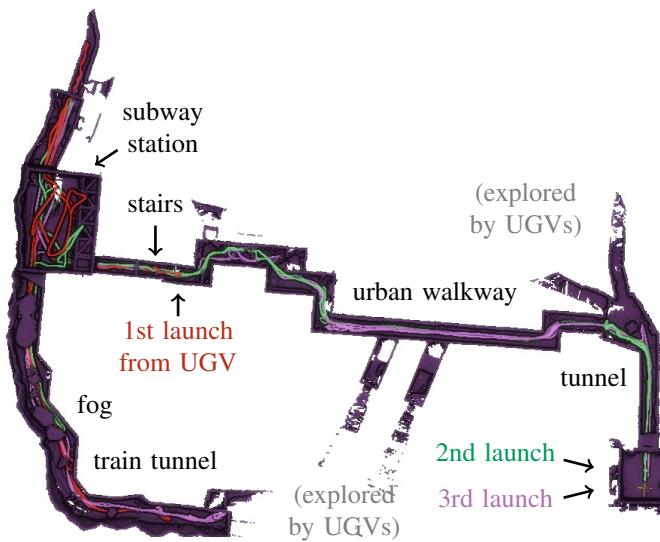 subway
station
(explored
by UGVs)
stairs
urban walkway
1st launch
from UGV
tunnel
fog
2nd launch
train tunnel
3rd launch
(explored
by UGVs)